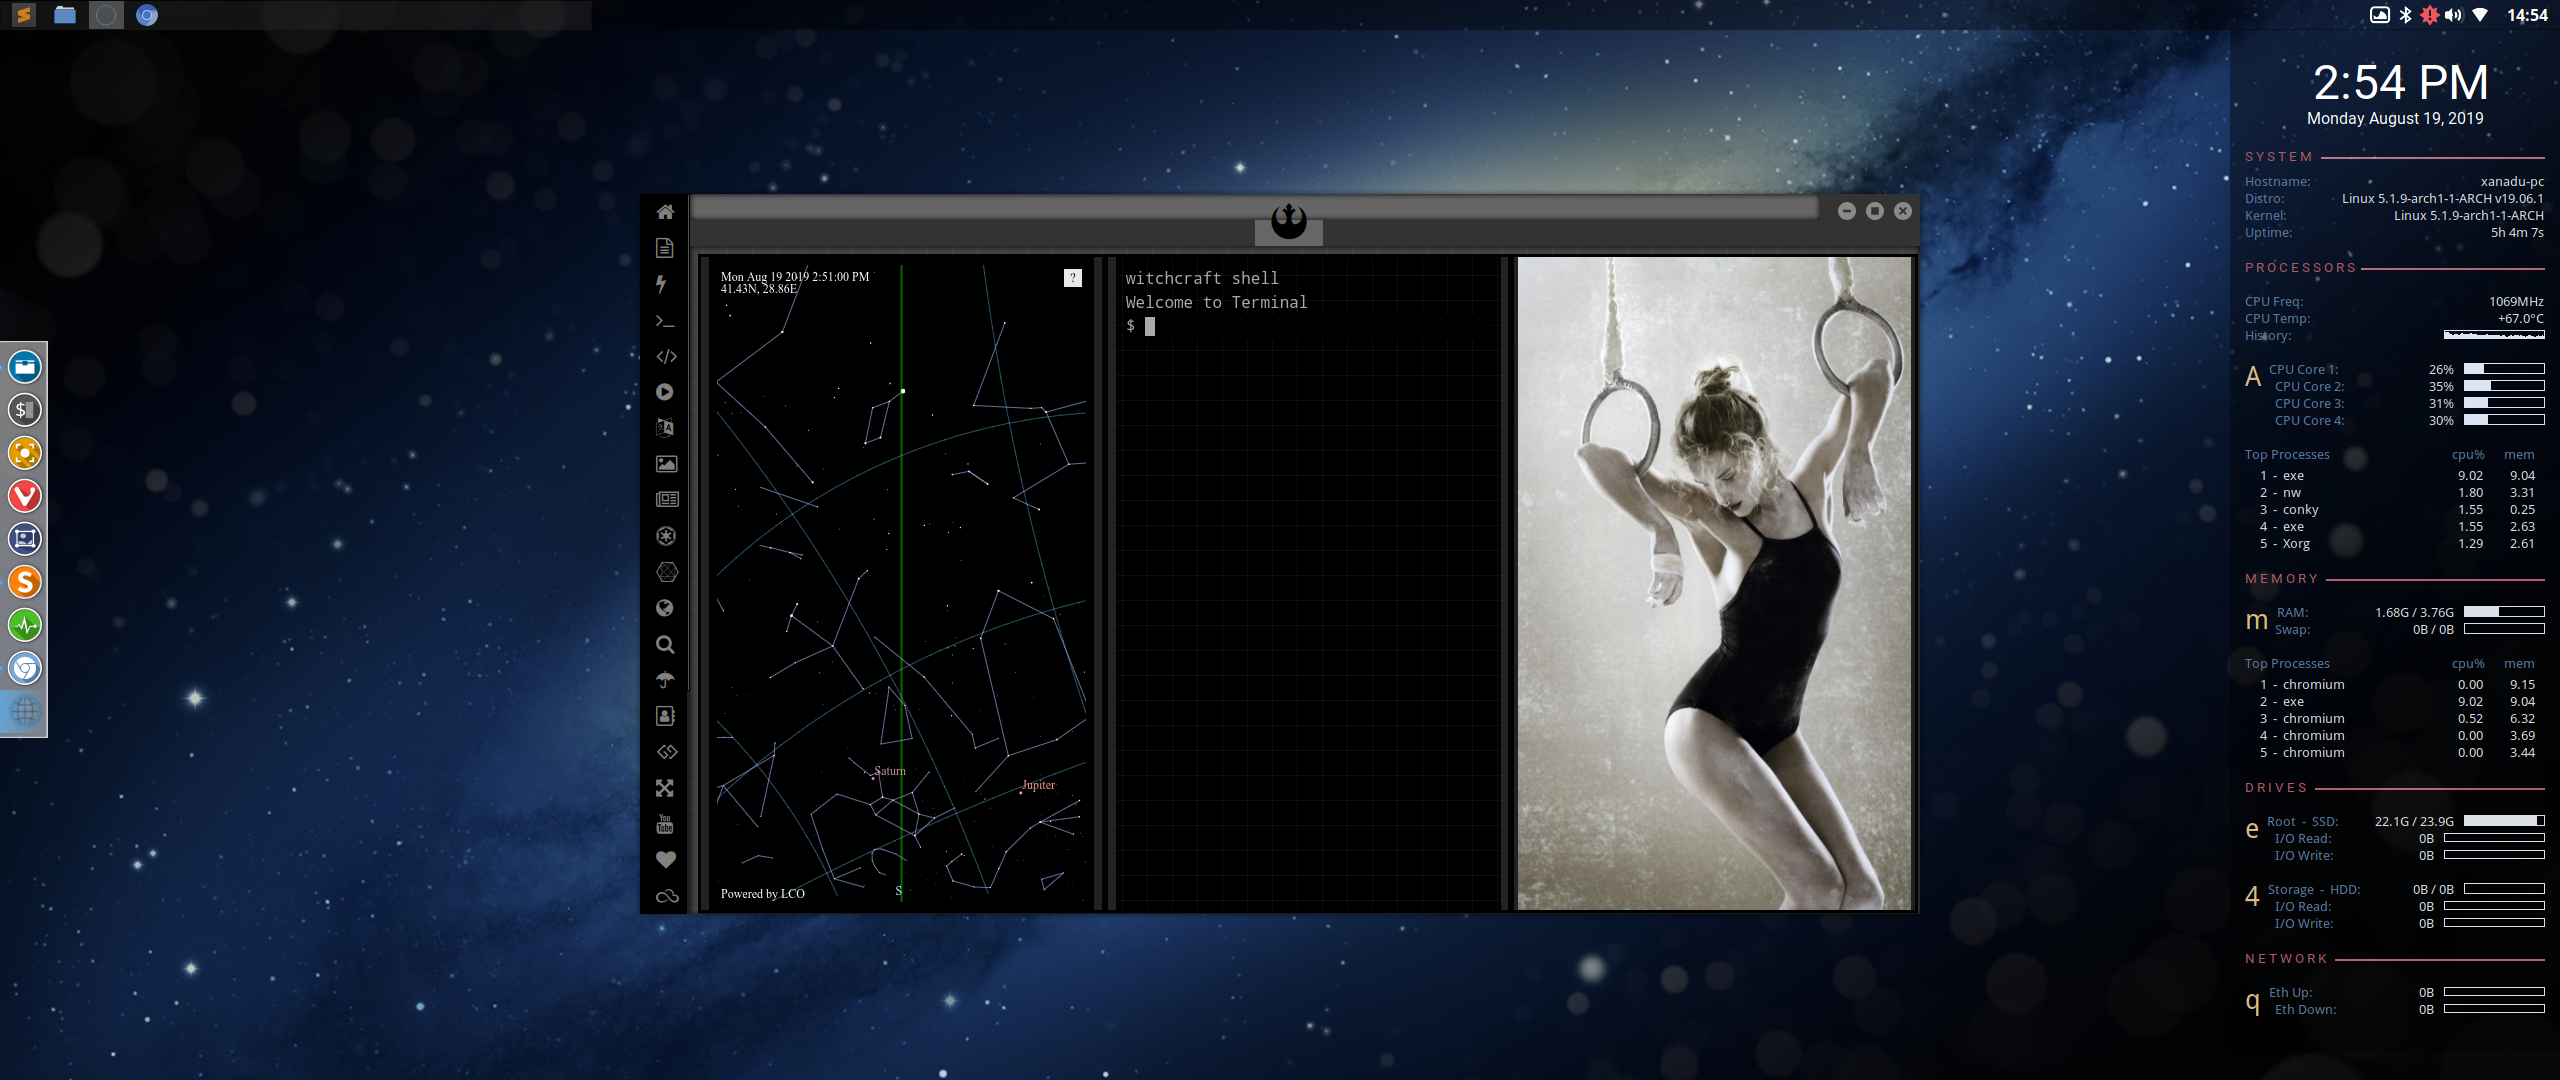 14:54
2:54 PM
Monday August 19, 2019
SYSTEM
Hostname: xanadu-pc
Distro: Linux 5.1.9-arch1-1-ARCH v19.06.1
Kernel: Linux 5.1.9-arch1-1-ARCH
Uptime: 5h 4m 7s
PROCESSORS
CPU Freq: 1069MHz
CPU Temp: +67.0°C
History:
A CPU Core 1: 26%
CPU Core 2: 35%
CPU Core 3: 31%
CPU Core 4: 30%
Top Processes cpu% mem
1 - exe 9.02 9.04
2 - nw 1.80 3.31
3 - conky 1.55 0.25
4 - exe 1.55 2.63
5 - Xorg 1.29 2.61
MEMORY
m RAM: 1.68G / 3.76G
Swap: 0B / 0B
Top Processes cpu% mem
1 - chromium 0.00 9.15
2 - exe 9.02 9.04
3 - chromium 0.52 6.32
4 - chromium 0.00 3.69
5 - chromium 0.00 3.44
DRIVES
e Root - SSD: 22.1G / 23.9G
I/O Read: 0B
I/O Write: 0B
4 Storage - HDD: 0B / 0B
I/O Read: 0B
I/O Write: 0B
NETWORK
q Eth Up: 0B
Eth Down: 0B
Mon Aug 19 2019 2:51:00 PM
41.43N, 28.86E
?
Saturn
Jupiter
S
Powered by LCO
witchcraft shell
Welcome to Terminal
$
You
Tube
$
S